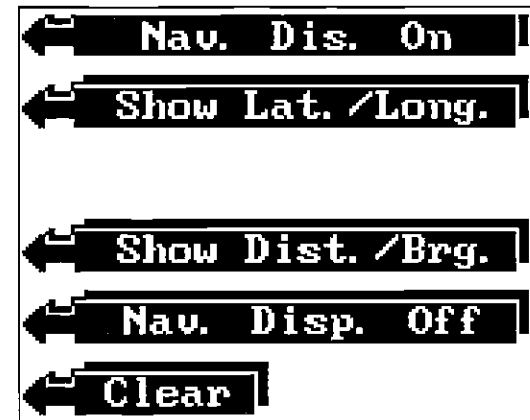 Nav. Dis. On
Show Lat./Long.
Show Dist./Brg.
Nav. Disp. Off
Clear